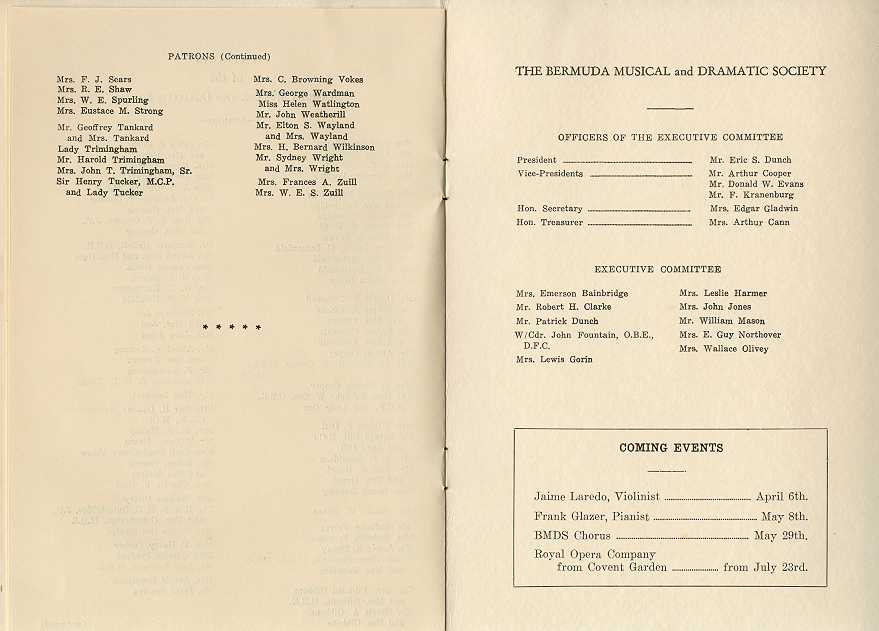 PATRONS (Continued)
Mrs. F. J. Sears
Mrs. R. E. Shaw
Mrs. W. E. Spurling
Mrs. Eustace M. Strong
Mr. Geoffrey Tankard
and Mrs. Tankard
Lady Trimingham
Mr. Harold Trimingham
Mrs. John T. Trimingham, Sr.
Sir Henry Tucker, M.C.P.
and Lady Tucker
Mrs. C. Browning Vokes
Mrs. George Wardman
Miss Helen Watlington
Mr. John Weatherill
Mr. Elton S. Wayland
and Mrs. Wayland
Mrs. H. Bernard Wilkinson
Mr. Sydney Wright
and Mrs. Wright
Mrs. Frances A. Zuill
Mrs. W. E. S. Zuill
* * * * *
THE BERMUDA MUSICAL and DRAMATIC SOCIETY
OFFICERS OF THE EXECUTIVE COMMITTEE
President Mr. Eric S. Dunch
Vice-Presidents Mr. Arthur Cooper
Mr. Donald W. Evans
Mr. F. Kranenburg
Hon. Secretary Mrs. Edgar Gladwin
Hon. Treasurer Mrs. Arthur Cann
EXECUTIVE COMMITTEE
Mrs. Emerson Bainbridge
Mr. Robert H. Clarke
Mr. Patrick Dunch
W/Cdr. John Fountain, O.B.E.,
D.F.C.
Mrs. Lewis Gorin
Mrs. Leslie Harmer
Mrs. John Jones
Mr. William Mason
Mrs. E. Guy Northover
Mrs. Wallace Olivey
COMING EVENTS
Jaime Laredo, Violinist April 6th.
Frank Glazer, Pianist May 8th.
BMDS Chorus May 29th.
Royal Opera Company
from Covent Garden from July 23rd.